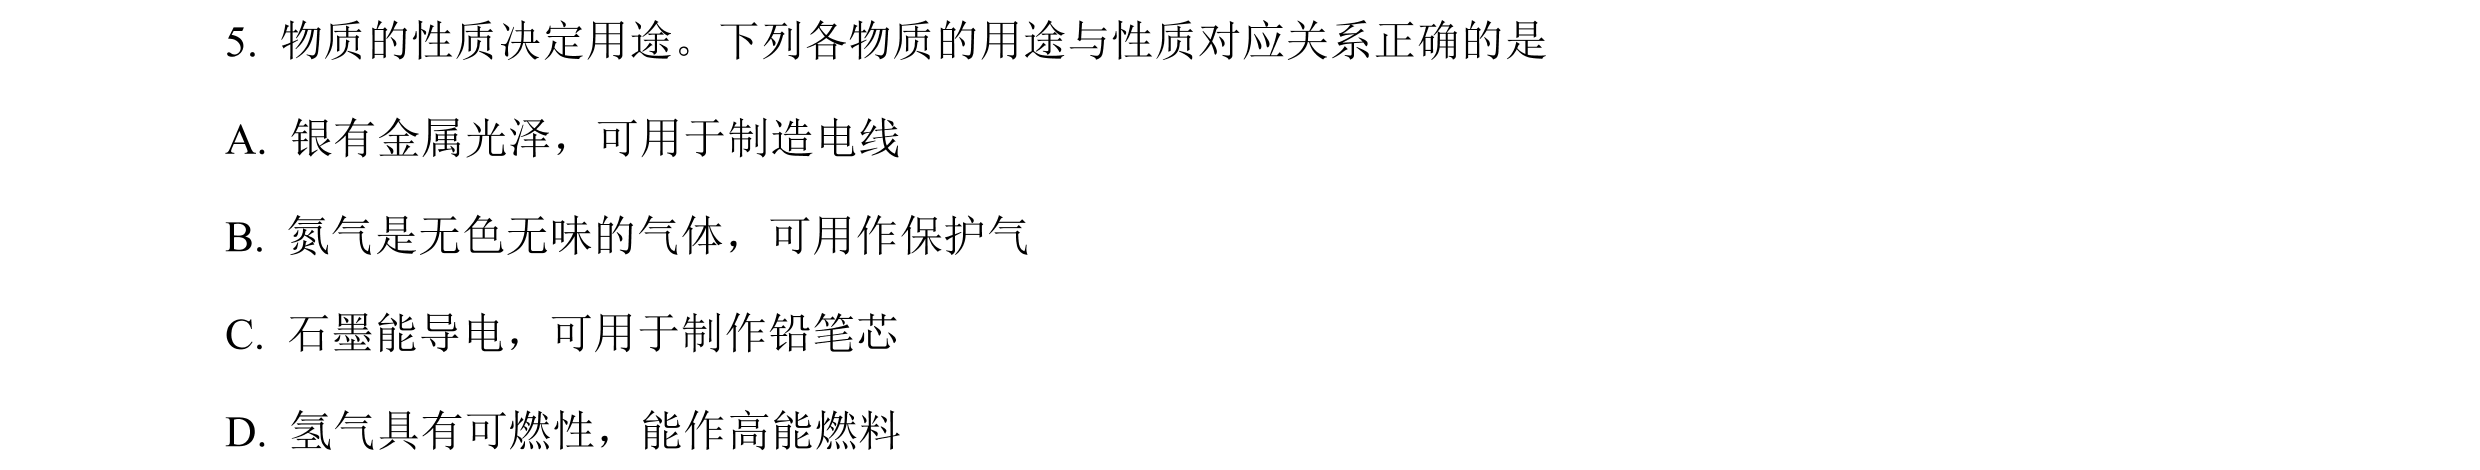 5. 物质的性质决定用途。下列各物质的用途与性质对应关系正确的是
A. 银有金属光泽，可用于制造电线
B. 氮气是无色无味的气体，可用作保护气
C. 石墨能导电，可用于制作铅笔芯
D. 氢气具有可燃性，能作高能燃料